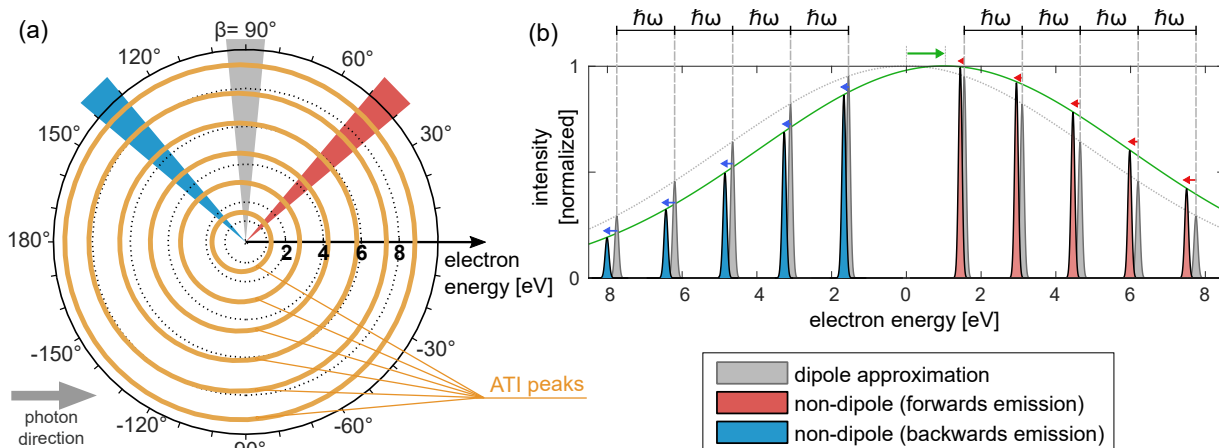 (a)
β= 90°
120°
60°
150°
30°
180°
2 4 6 8
electron
energy [eV]
-150°
-30°
ATI peaks
photon
direction
-120°
-60°
-90°
(b)
ħω ħω ħω ħω ħω ħω ħω ħω
1
intensity
[normalized]
0
8 6 4 2 0 2 4 6 8
electron energy [eV]
dipole approximation
non-dipole (forwards emission)
non-dipole (backwards emission)